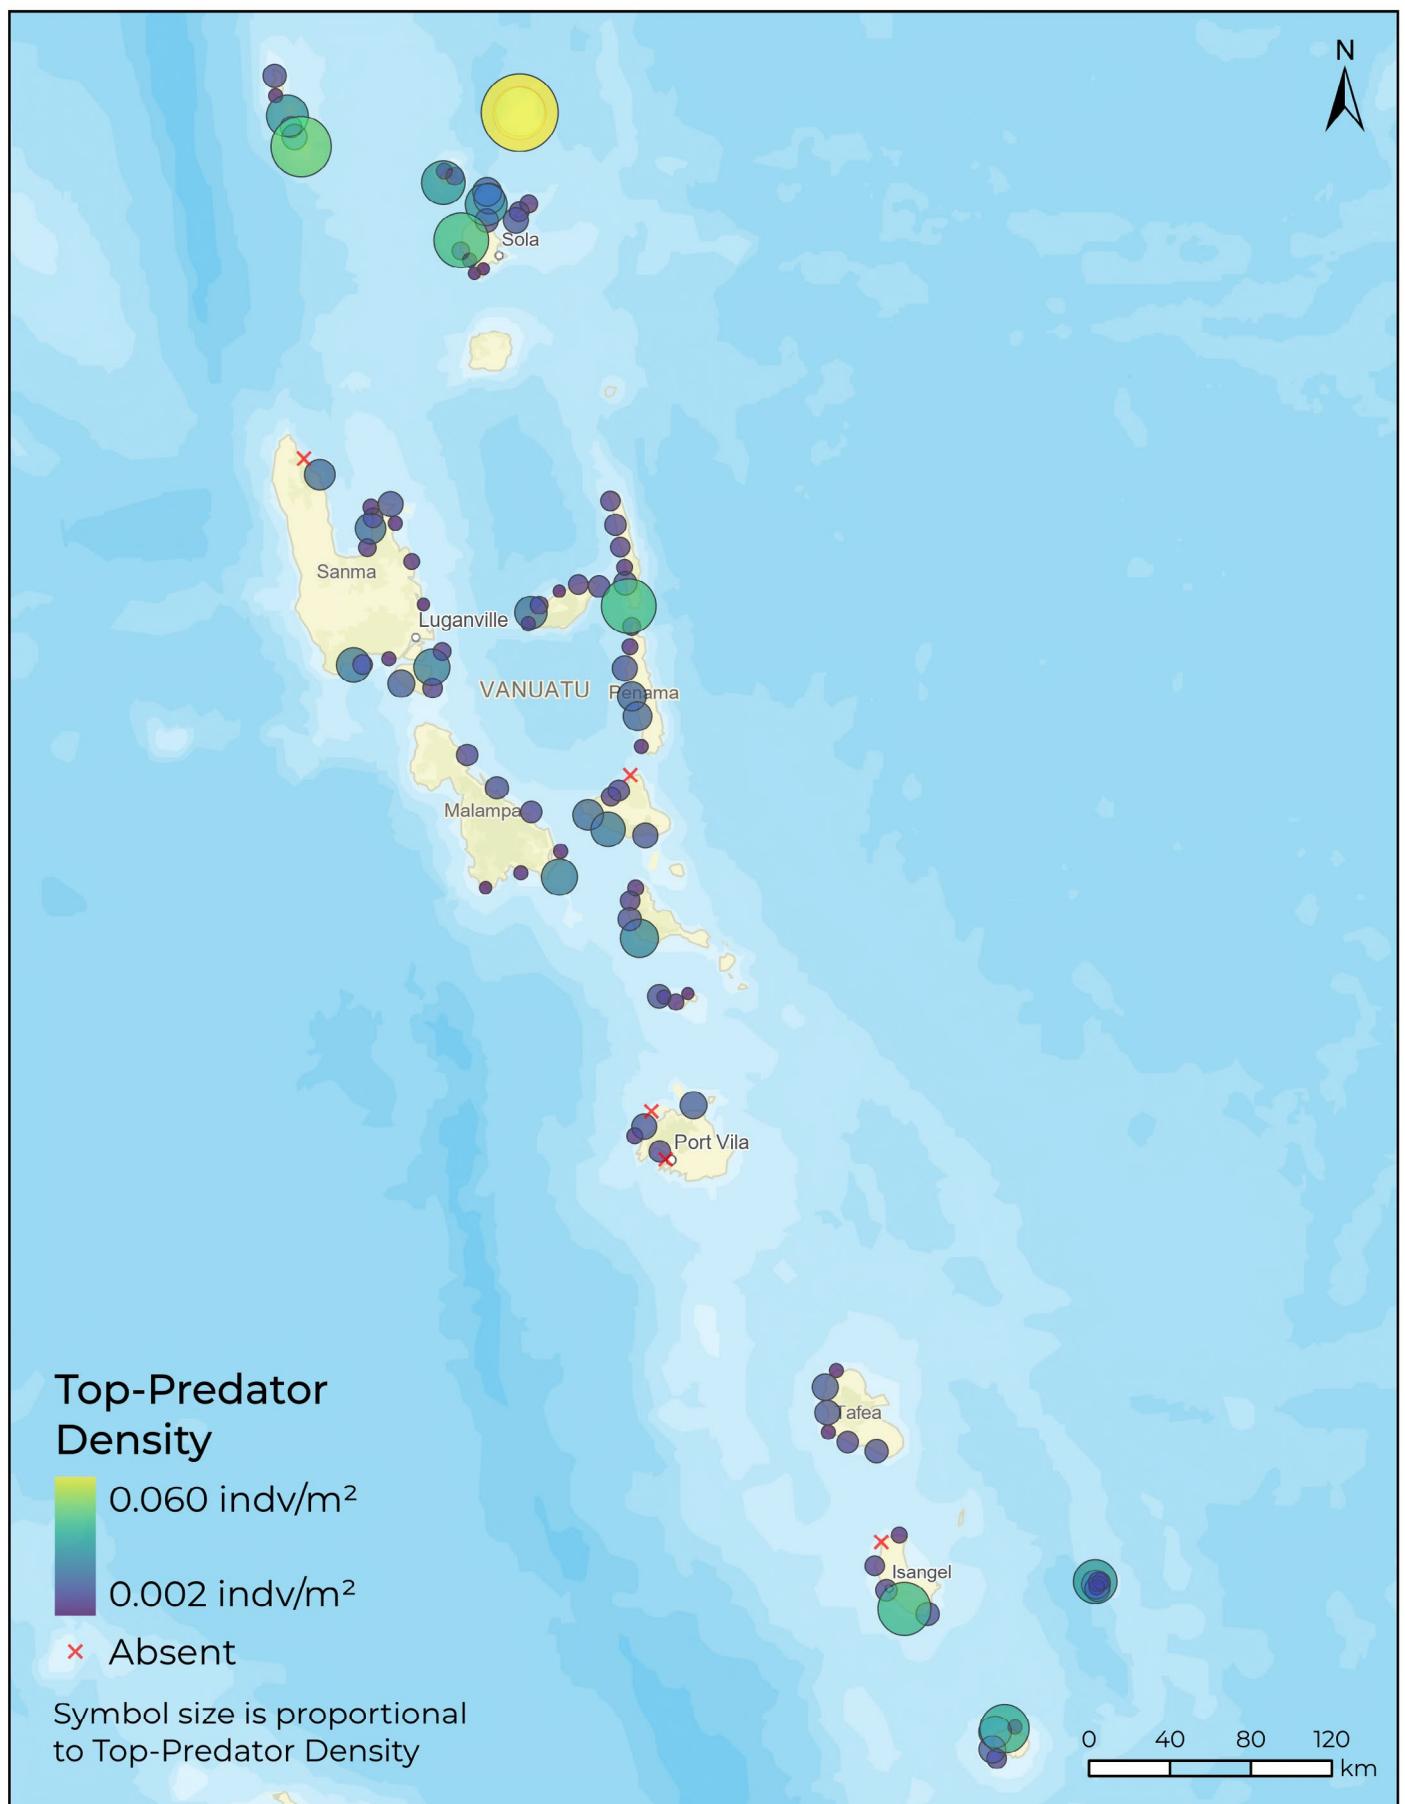 N
Sola
Sanma
Luganville
VANUATU
Penama
Malampa
Port Vila
Tafea
Isangel
Top-Predator
Density
0.060 indv/m²
0.002 indv/m²
Absent
Symbol size is proportional
to Top-Predator Density
0 40 80 120
km